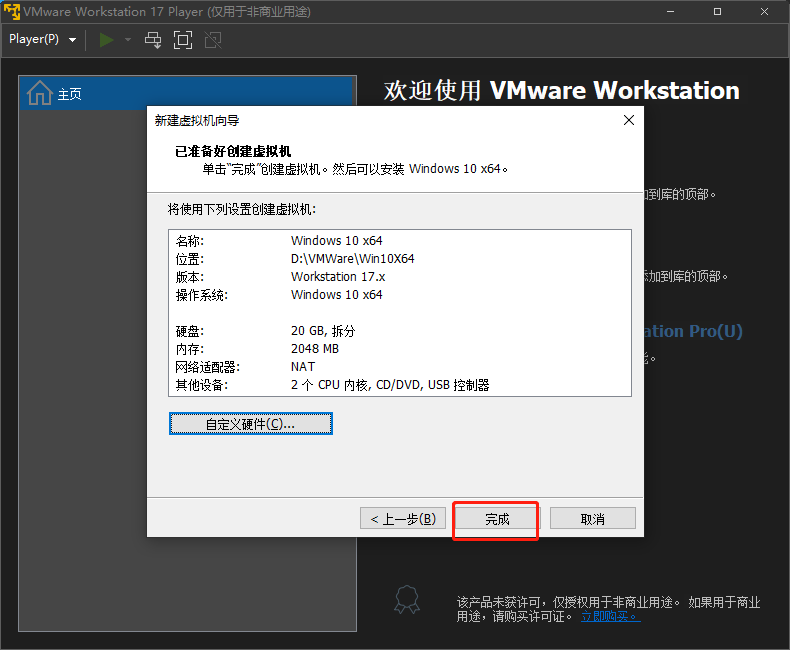 VMware Workstation 17 Player (仅用于非商业用途)
Player(P)
主页
欢迎使用 VMware Workstation
新建虚拟机向导
已准备好创建虚拟机
单击“完成”创建虚拟机。然后可以安装 Windows 10 x64。
加到库的顶部。
将使用下列设置创建虚拟机:
名称: Windows 10 x64
位置: D:\VMWare\Win10X64
版本: Workstation 17.x
操作系统: Windows 10 x64
添加到库的顶部。
硬盘: 20 GB, 拆分
ation Pro(U)
内存: 2048 MB
能。
网络适配器: NAT
其他设备: 2 个 CPU 内核, CD/DVD, USB 控制器
自定义硬件(C)...
< 上一步(B)
完成
取消
该产品未获许可，仅授权用于非商业用途。 如果用于商业
用途，请购买许可证。 立即购买。